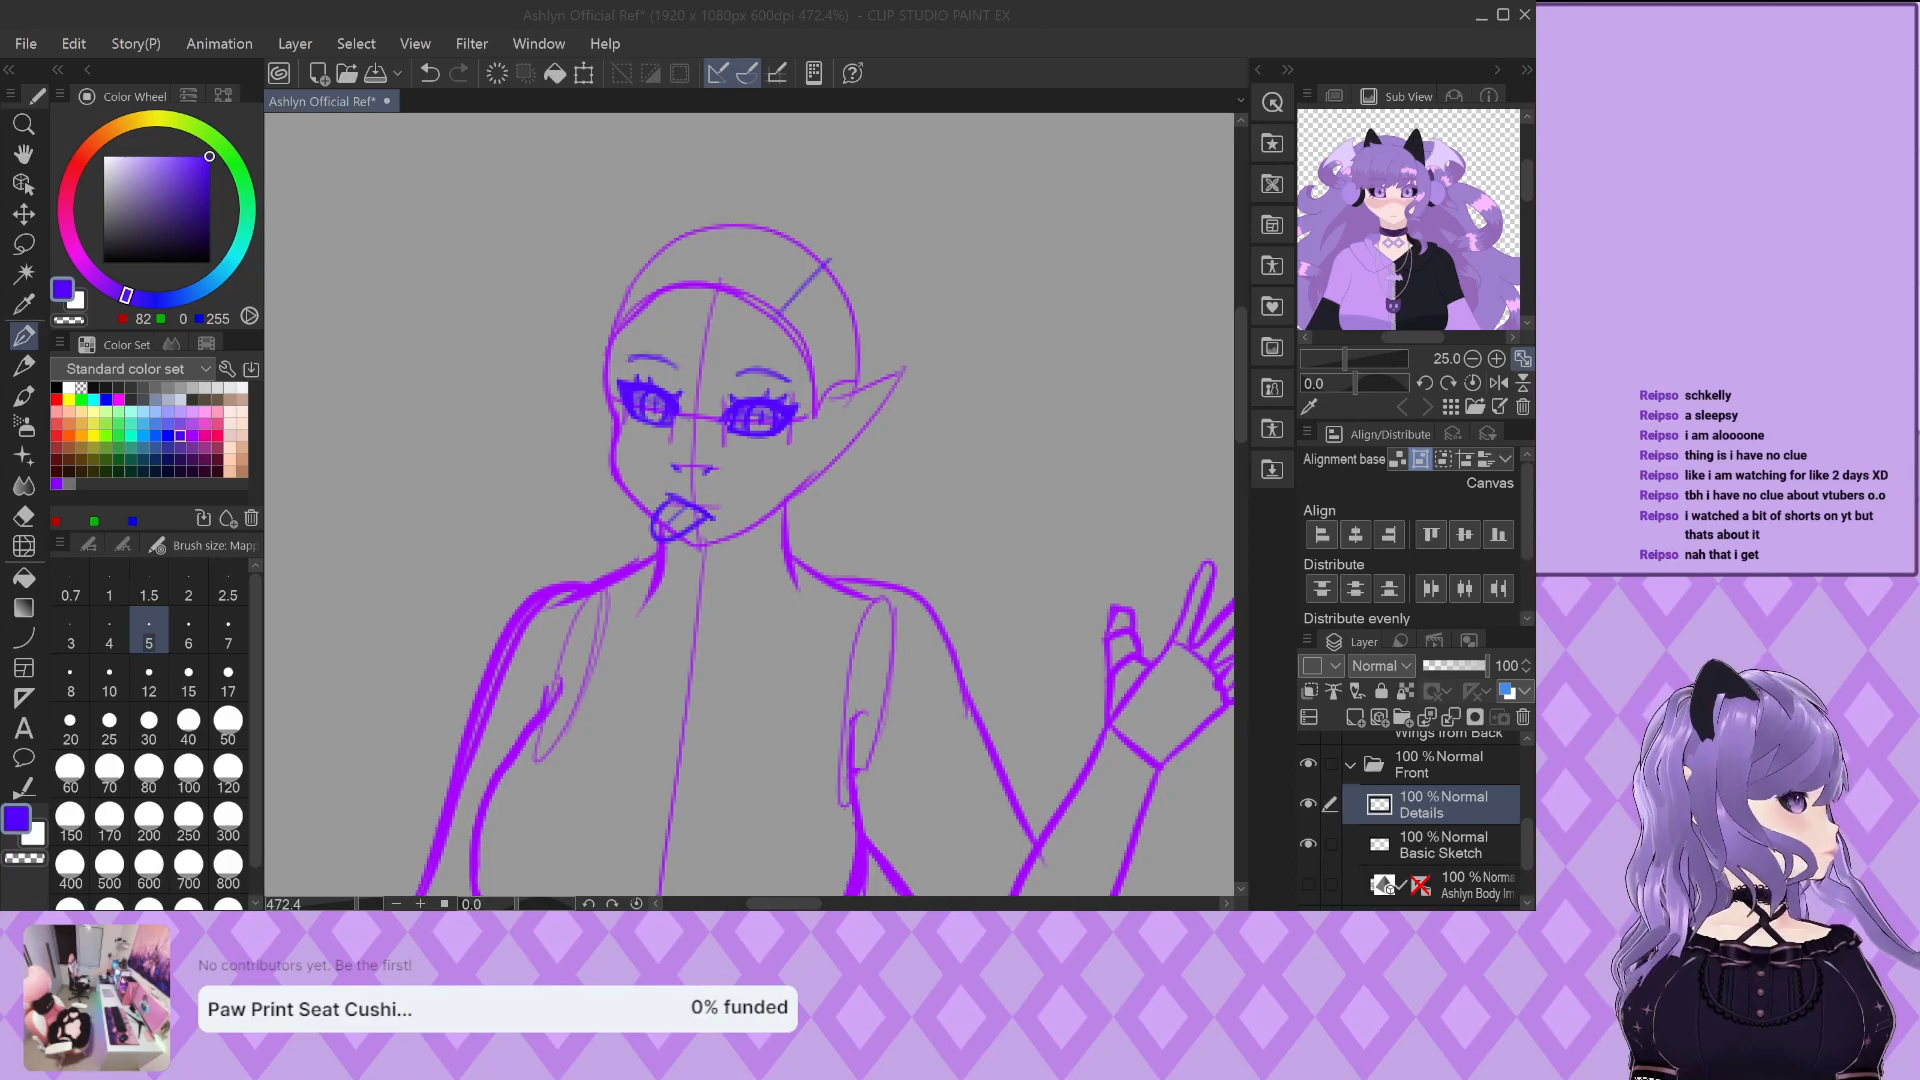 Ashlyn Official Ref* (1920 x 1080px 600dpi 472.4%) - CLIP STUDIO PAINT EX
File Edit Story(P) Animation Layer Select View Filter Window Help
Color Wheel
Ashlyn Official Ref*
Sub View
82 0 255
Color Set
Standard color set
25.0
0.0
Brush size: Mapp
Align/Distribute
Alignment base
Canvas
Align
Distribute
Distribute evenly
0.7 1 1.5 2 2.5
3 4 5 6 7
8 10 12 15 17
20 25 30 40 50
60 70 80 100 120
150 170 200 250 300
400 500 600 700 800
Layer
Normal 100
Wings from Back
100 % Normal
Front
100 % Normal
Details
100 % Normal
Basic Sketch
100 % Norma
Ashlyn Body Im
472.4 0.0
Reipso schkelly
Reipso a sleepsy
Reipso i am aloooone
Reipso thing is i have no clue
Reipso like i am watching for like 2 days XD
Reipso tbh i have no clue about vtubers o.o
Reipso i watched a bit of shorts on yt but
thats about it
Reipso nah that i get
No contributors yet. Be the first!
Paw Print Seat Cushi... 0% funded